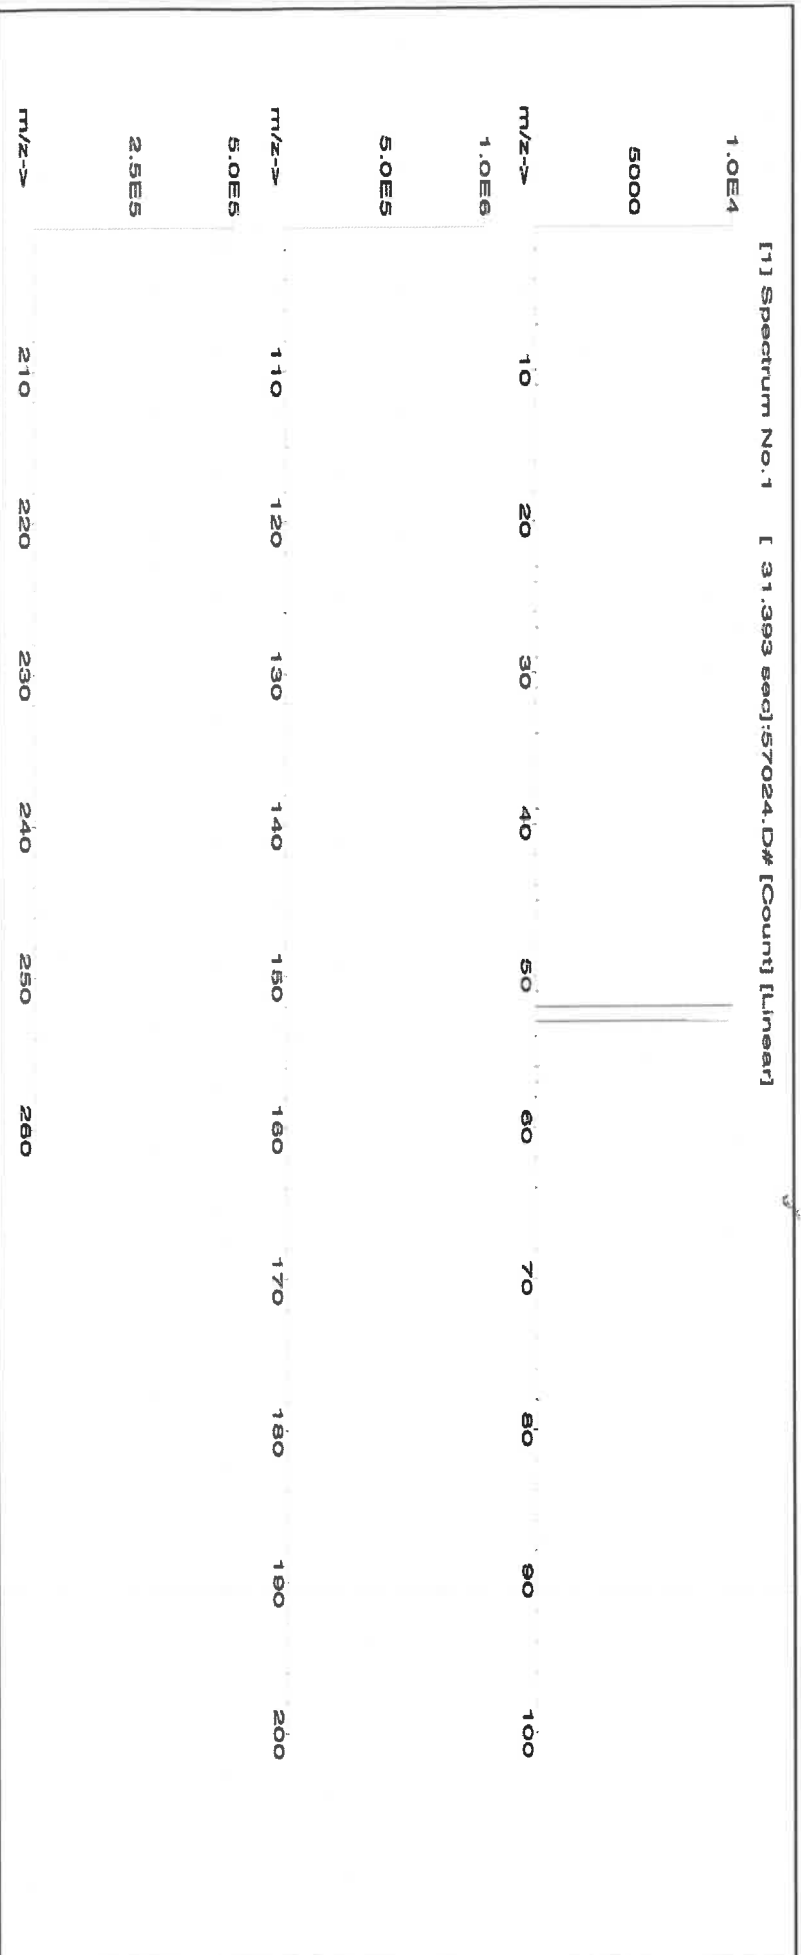 [1] Spectrum No.1 [ 31.393 sec]:57024.D# [Count] [Linear]
1.0E4
5000
m/z-> 10 20 30 40 50 60 70 80 90 100
1.0E6
5.0E5
m/z-> 110 120 130 140 150 160 170 180 190 200
5.0E5
2.5E5
m/z-> 210 220 230 240 250 260